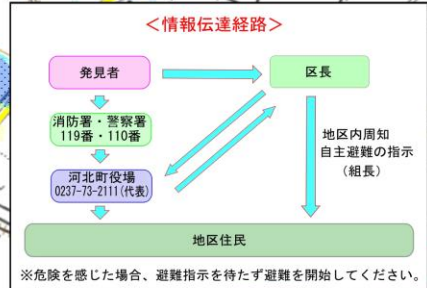 ＜情報伝達経路＞
発見者
区長
消防署・警察署
119番・110番
地区内周知
自主避難の指示
（組長）
河北町役場
0237-73-2111(代表)
地区住民
※危険を感じた場合、避難指示を待たず避難を開始してください。